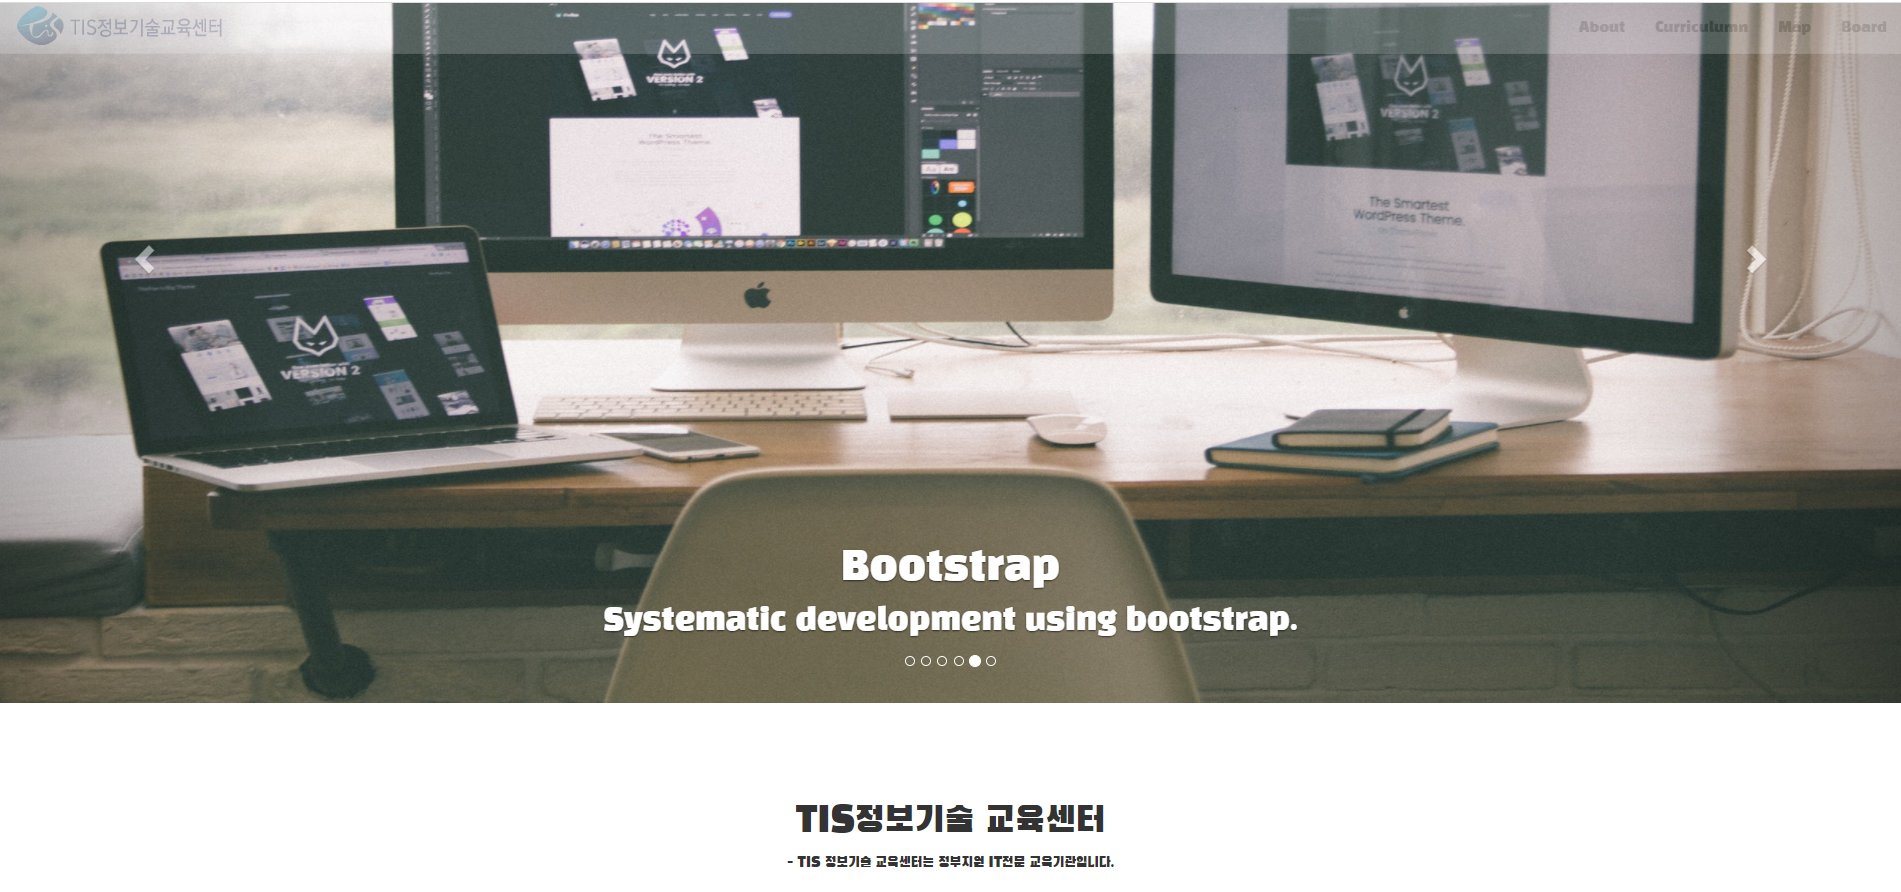 TIS정보기술교육센터
About Curriculumn Map Board
VERSION 2
The Smartest
WordPress Theme.
VERSION 2
The Smartest
WordPress Theme.
VERSION 2
Bootstrap
Systematic development using bootstrap.
TIS정보기술 교육센터
- TIS 정보기술 교육센터는 정부지원 IT전문 교육기관입니다.